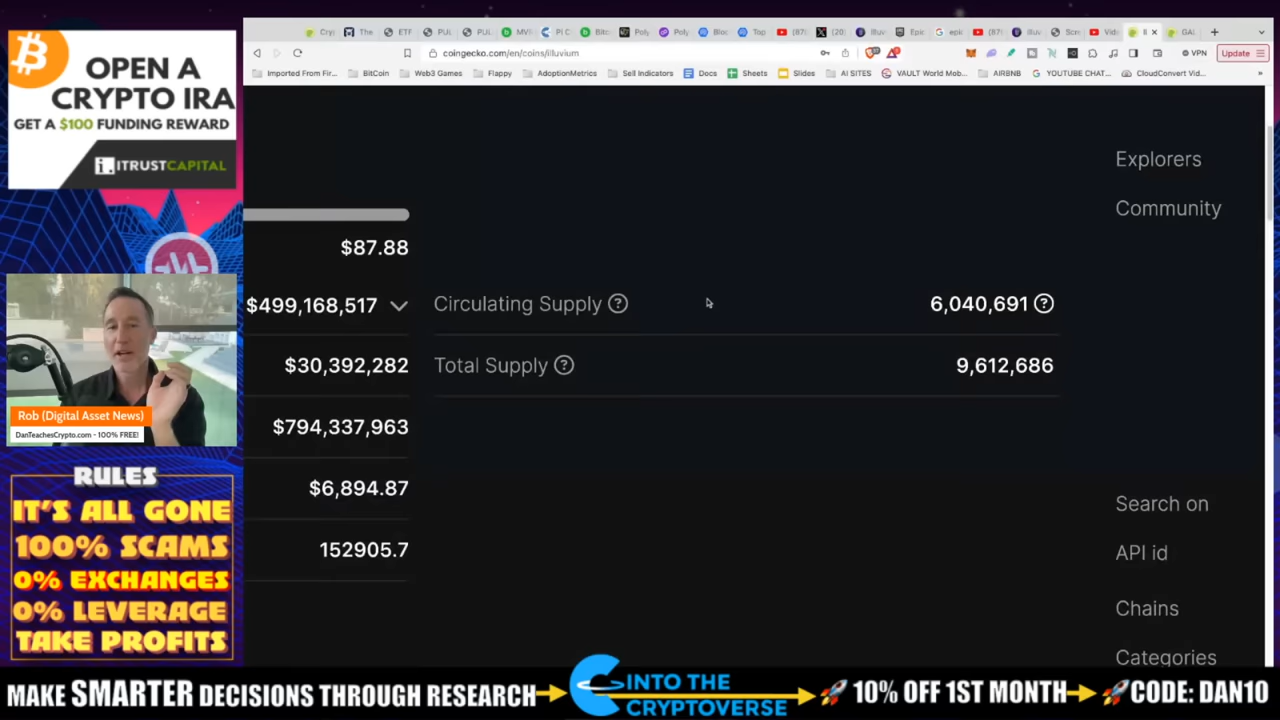 OPEN A
CRYPTO IRA
GET A $100 FUNDING REWARD
ITRUSTCAPITAL
The
ETF
coingecko.com/en/coins/illuvium
VPN
Update
Imported From Fir...
BitCoin
Web3 Games
Flappy
AdoptionMetrics
Sell Indicators
Docs
Sheets
Slides
AI SITES
VAULT World Mob...
AIRBNB
YOUTUBE CHAT...
CloudConvert Vid...
»
Explorers
Community
$87.88
$499,168,517
Circulating Supply ?
6,040,691 ?
$30,392,282
Total Supply ?
9,612,686
$794,337,963
$6,894.87
152905.7
Search on
API id
Chains
Categories
Rob (Digital Asset News)
DanTeachesCrypto.com - 100% FREE!
RULES
IT'S ALL GONE
100% SCAMS
0% EXCHANGES
0% LEVERAGE
TAKE PROFITS
MAKE SMARTER DECISIONS THROUGH RESEARCH
INTO THE
CRYPTOVERSE
10% OFF 1ST MONTH
CODE: DAN10